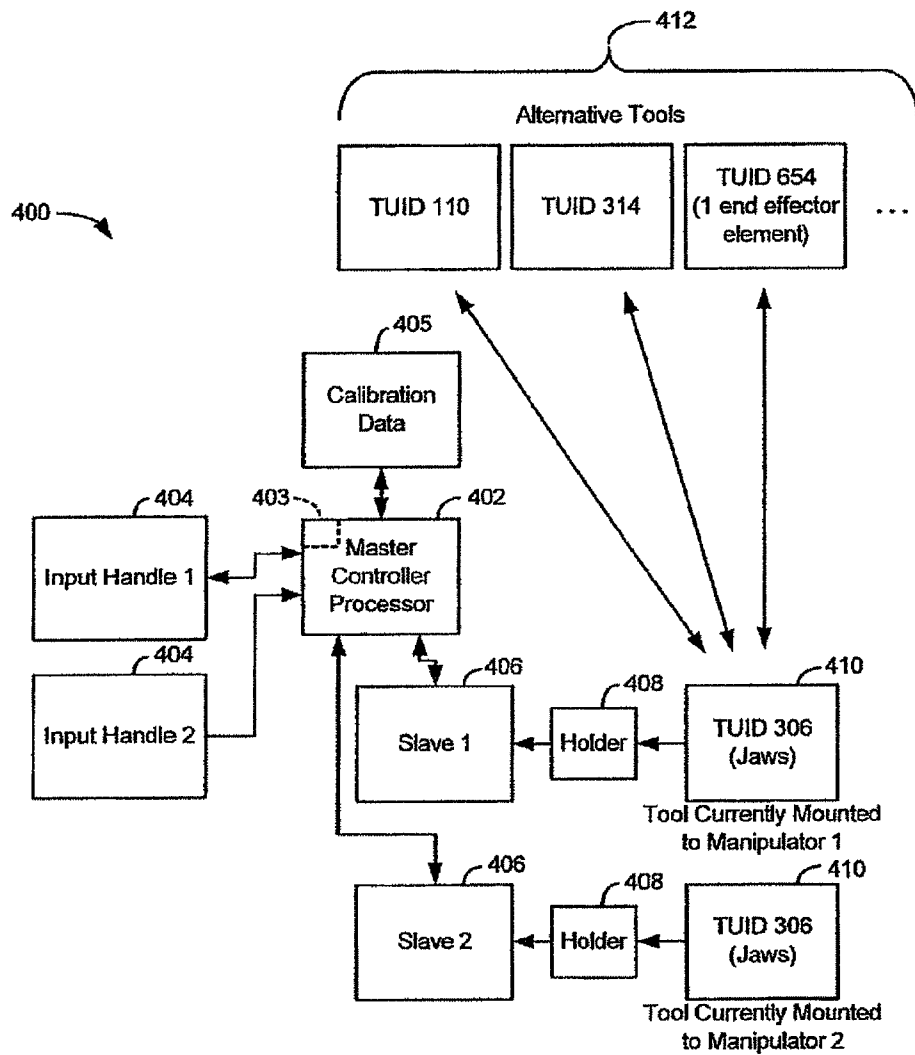 412
Alternative Tools
TUID 110
TUID 314
TUID 654
(1 end effector
element)
...
400
405
Calibration
Data
404
403
402
Input Handle 1
Master
Controller
Processor
404
Input Handle 2
406
408
410
Slave 1
Holder
TUID 306
(Jaws)
Tool Currently Mounted
to Manipulator 1
406
408
410
Slave 2
Holder
TUID 306
(Jaws)
Tool Currently Mounted
to Manipulator 2